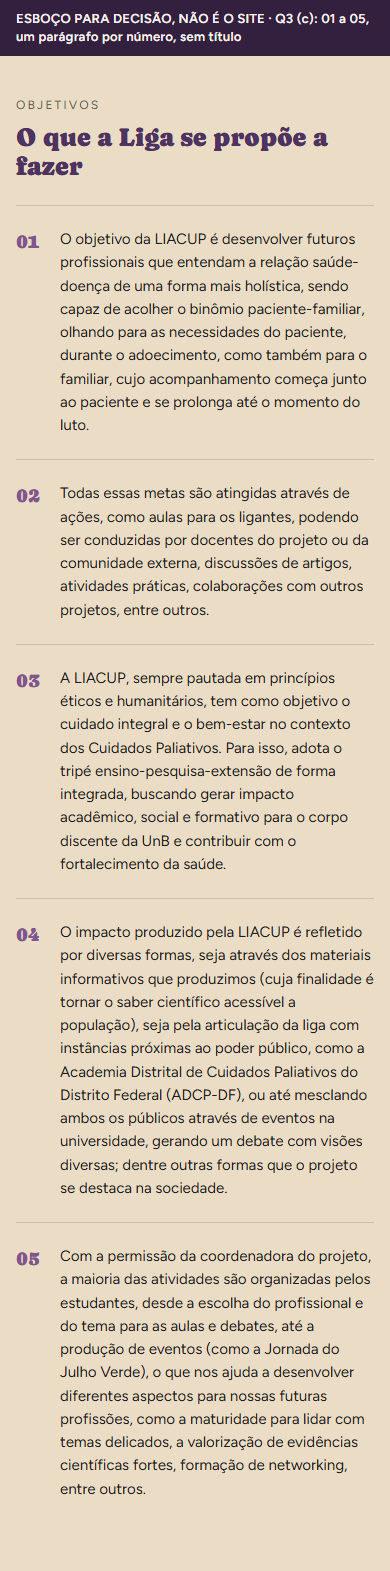 ESBOÇO PARA DECISÃO, NÃO É O SITE · Q3 (c): 01 a 05,
um parágrafo por número, sem título
OBJETIVOS
O que a Liga se propõe a
fazer
01
O objetivo da LIACUP é desenvolver futuros
profissionais que entendam a relação saúde-
doença de uma forma mais holística, sendo
capaz de acolher o binômio paciente-familiar,
olhando para as necesidades do paciente,
durante o adoecimento, como também para o
familiar, cujo acompanhamento começa junto
ao paciente e se prolonga até o momento do
luto.
02
Todas essas metas são atingidas através de
ações, como aulas para os ligantes, podendo
ser conduzidas por docentes do projeto ou da
comunidade externa, discussões de artigos,
atividades práticas, colaborações com outros
projetos, entre outros.
03
A LIACUP, sempre pautada em princípios
éticos e humanitários, tem como objetivo o
cuidado integral e o bem-estar no contexto
dos Cuidados Paliativos. Para isso, adota o
tripé ensino-pesquisa-extensão de forma
integrada, buscando gerar impacto
acadêmico, social e formativo para o corpo
discente da UnB e contribuir com o
fortalecimento da saúde.
04
O impacto produzido pela LIACUP é refletido
por diversas formas, seja através dos materiais
informativos que produzimos (cuja finalidade é
tornar o saber científico acessível a
população), seja pela articulação da liga com
instâncias próximas ao poder público, como a
Academia Distrital de Cuidados Paliativos do
Distrito Federal (ADCP-DF), ou até mesclando
ambos os públicos através de eventos na
universidade, gerando um debate com visões
diversas; dentre outras formas que o projeto
se destaca na sociedade.
05
Com a permissão da coordenadora do projeto,
a maioria das atividades são organizadas pelos
estudantes, desde a escolha do profissional e
do tema para as aulas e debates, até a
produção de eventos (como a Jornada do
Julho Verde), o que nos ajuda a desenvolver
diferentes aspectos para nossas futuras
profissões, como a maturidade para lidar com
temas delicados, a valorização de evidências
científicas fortes, formação de networking,
entre outros.